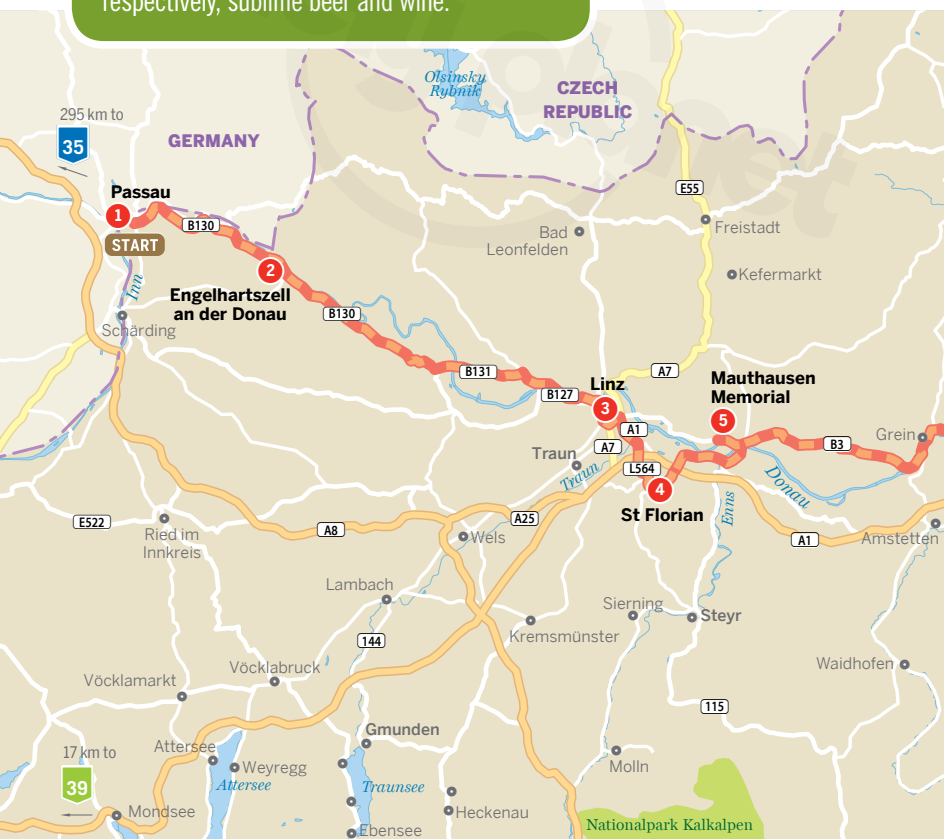 respectively, sublime beer and wine.
Olsinsky
Rybnik
CZECH
REPUBLIC
295 km to
35
GERMANY
Passau
1
START
B130
E55
Freistadt
Bad
Leonfelden
Kefermarkt
2
Engelhartszell
an der Donau
Inn
B130
Schärding
B131
A7
B127
Linz
3
Mauthausen
Memorial
5
A1
A7
B3
Grein
Traun
Traun
L564
4
St Florian
Donau
Enns
E522
A8
A25
A1
Amstetten
Ried im
Innkreis
Wels
Lambach
Sierning
Steyr
Kremsmünster
144
Waidhofen
Vöcklabruck
Vöcklamarkt
115
Gmunden
17 km to
39
Attersee
Weyregg
Attersee
Traunsee
Molln
Mondsee
Heckenau
Ebensee
Nationalpark Kalkalpen